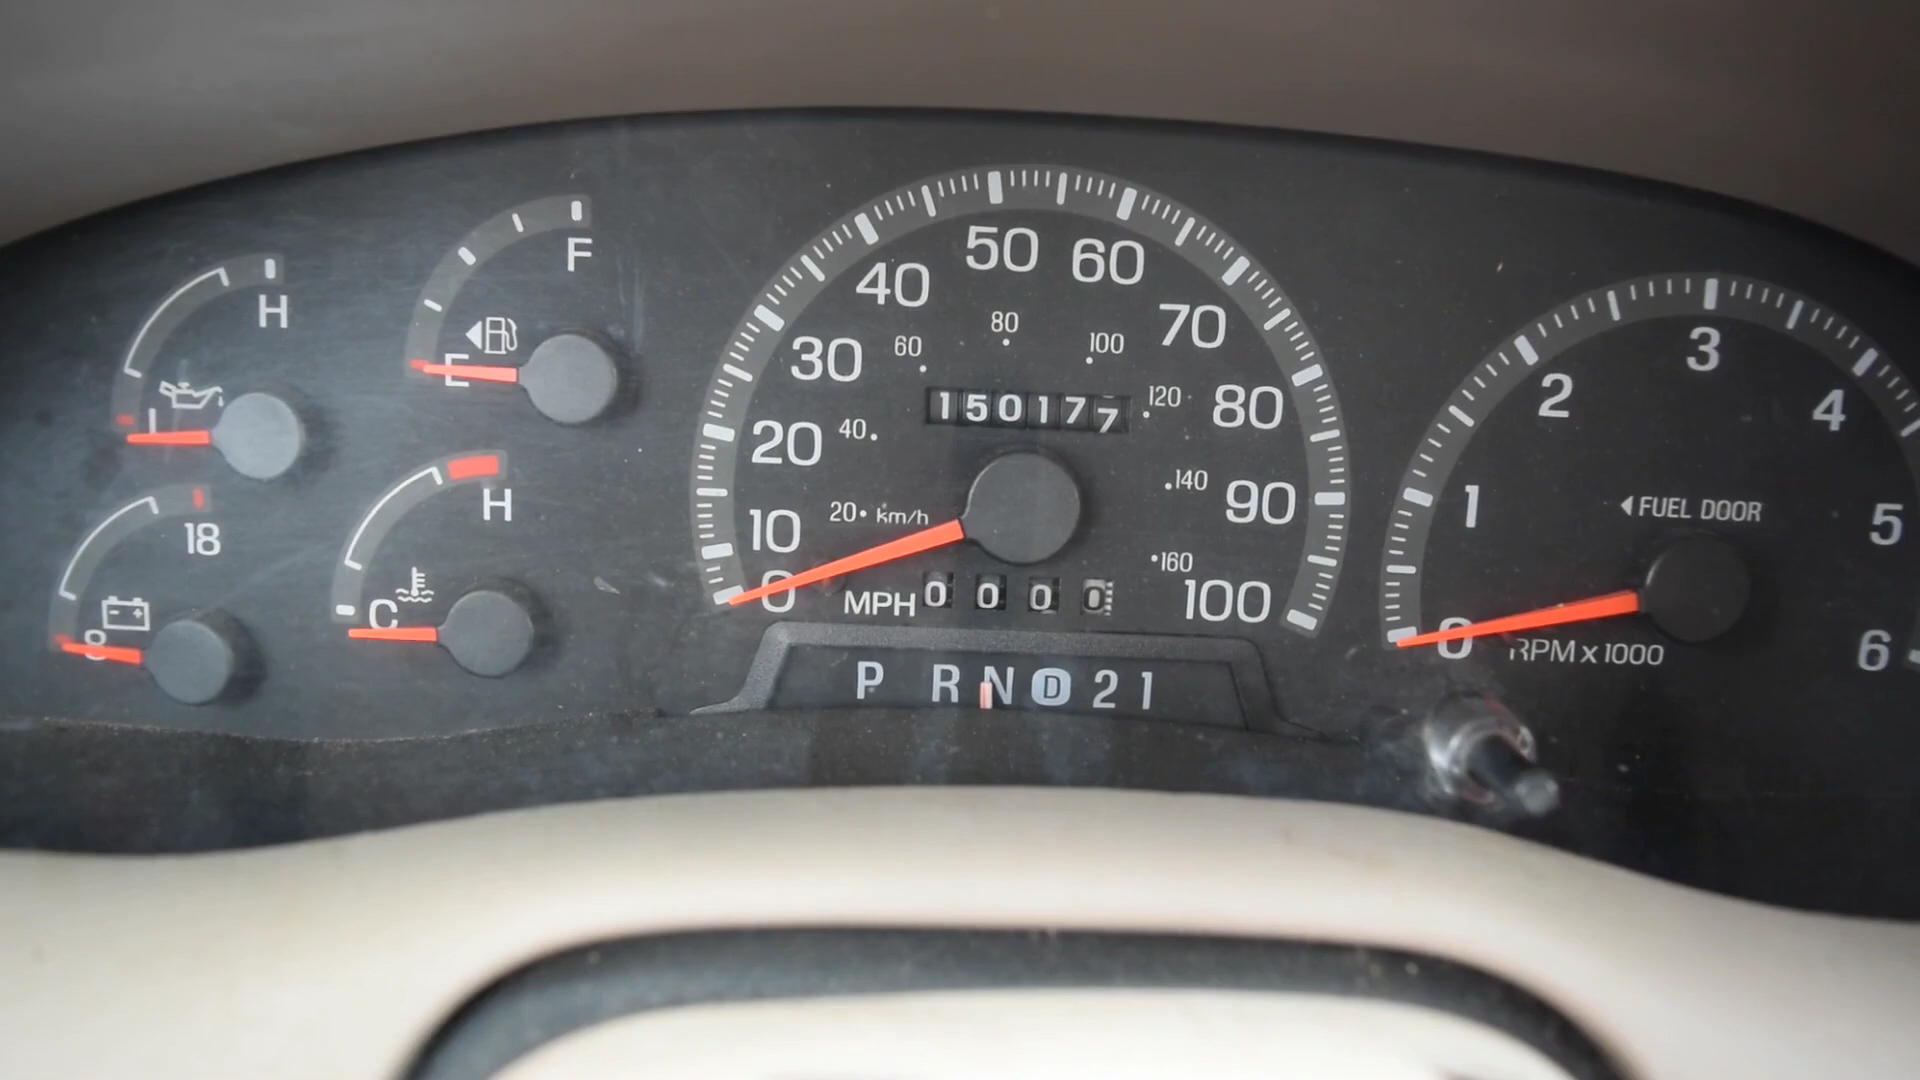 H
L
F
E
18
8
H
C
0 10 20 30 40 50 60 70 80 90 100
20 km/h 40 60 80 100 120 140 160
150177
MPH
0000
P R N D 2 1
0 1 2 3 4 5 6
FUEL DOOR
RPM x 1000